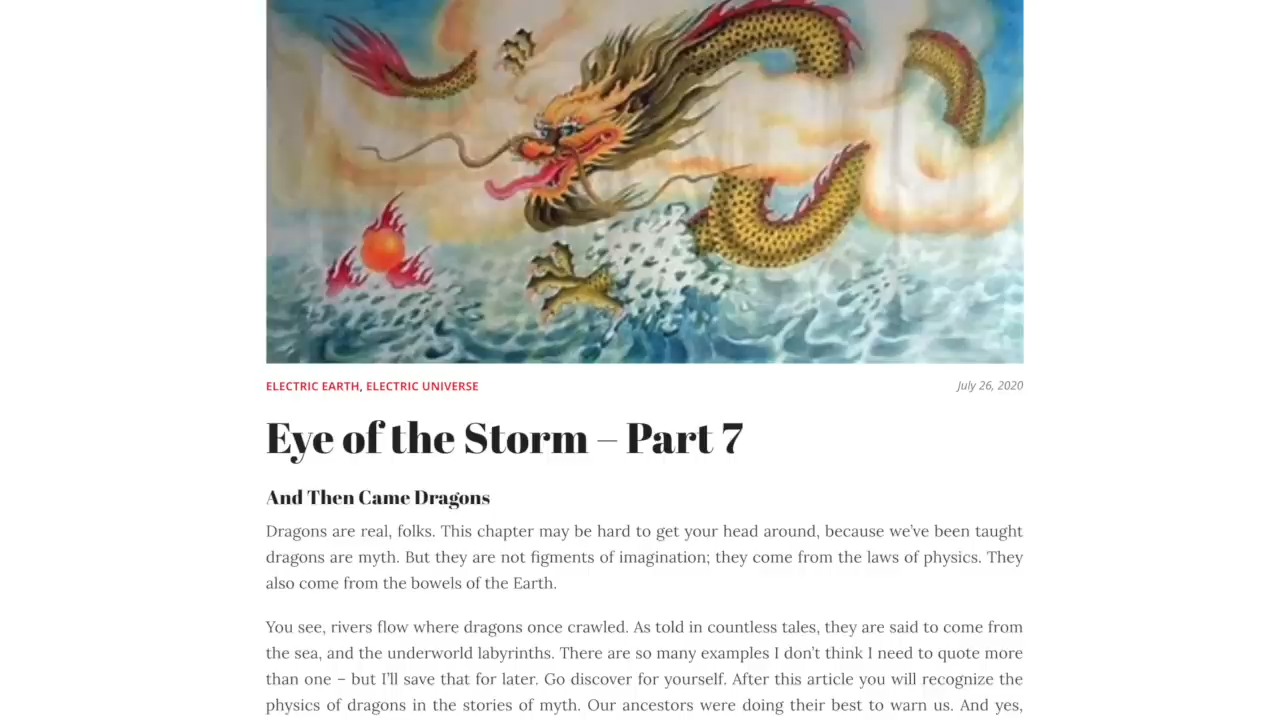 ELECTRIC EARTH, ELECTRIC UNIVERSE
July 26, 2020
Eye of the Storm – Part 7
And Then Came Dragons
Dragons are real, folks. This chapter may be hard to get your head around, because we’ve been taught
dragons are myth. But they are not figments of imagination; they come from the laws of physics. They
also come from the bowels of the Earth.
You see, rivers flow where dragons once crawled. As told in countless tales, they are said to come from
the sea, and the underworld labyrinths. There are so many examples I don’t think I need to quote more
than one – but I’ll save that for later. Go discover for yourself. After this article you will recognize the
physics of dragons in the stories of myth. Our ancestors were doing their best to warn us. And yes,